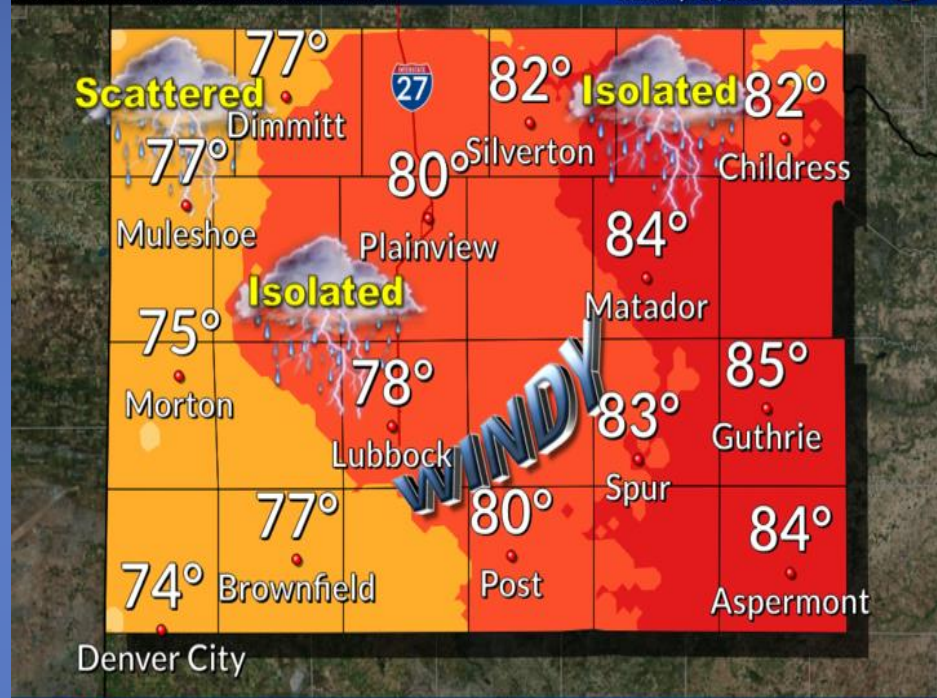 77°
Scattered
Dimmitt
INTERSTATE
27
82°
Silverton
Isolated
82°
Childress
77°
Muleshoe
80°
Plainview
84°
Matador
Isolated
75°
Morton
78°
Lubbock
WINDY
83°
Spur
85°
Guthrie
77°
Brownfield
80°
Post
84°
Aspermont
74°
Denver City